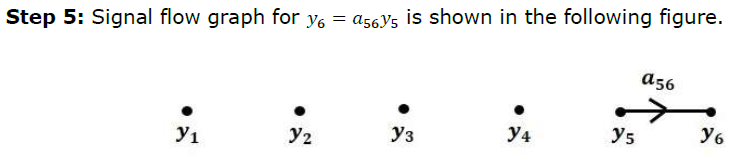 Step 5: Signal flow graph for y₆ = a₅₆y₅ is shown in the following figure.
a₅₆
y₁ y₂ y₃ y₄ y₅ y₆